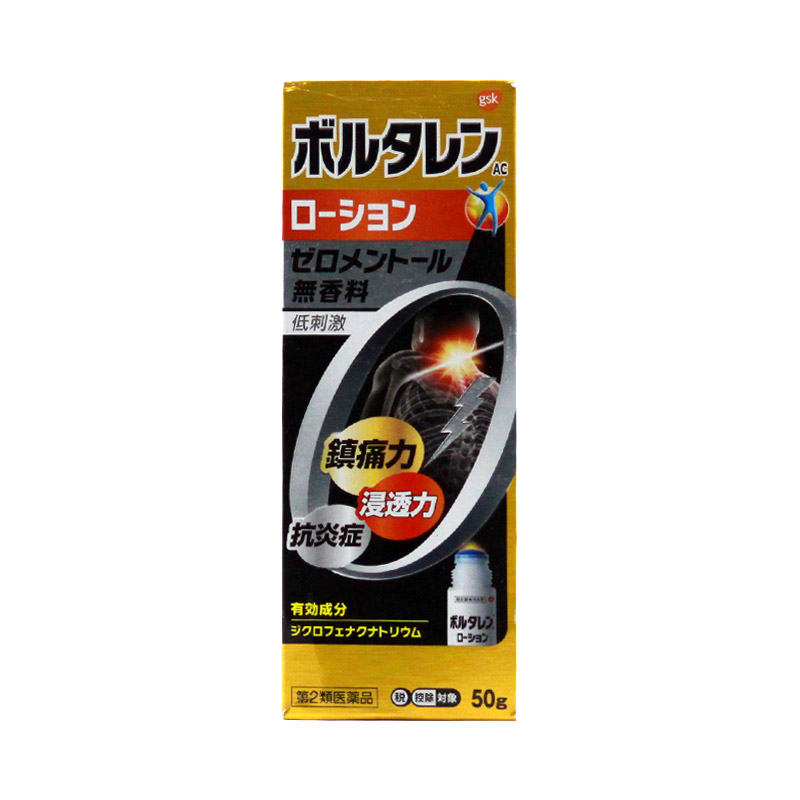 gsk
ボルタレン
AC
ローション
ゼロメントール
無香料
低刺激
鎮痛力
浸透力
抗炎症
有効成分
ジクロフェナクナトリウム
ボルタレン
ローション
第2類医薬品
税 控除 対象
50g